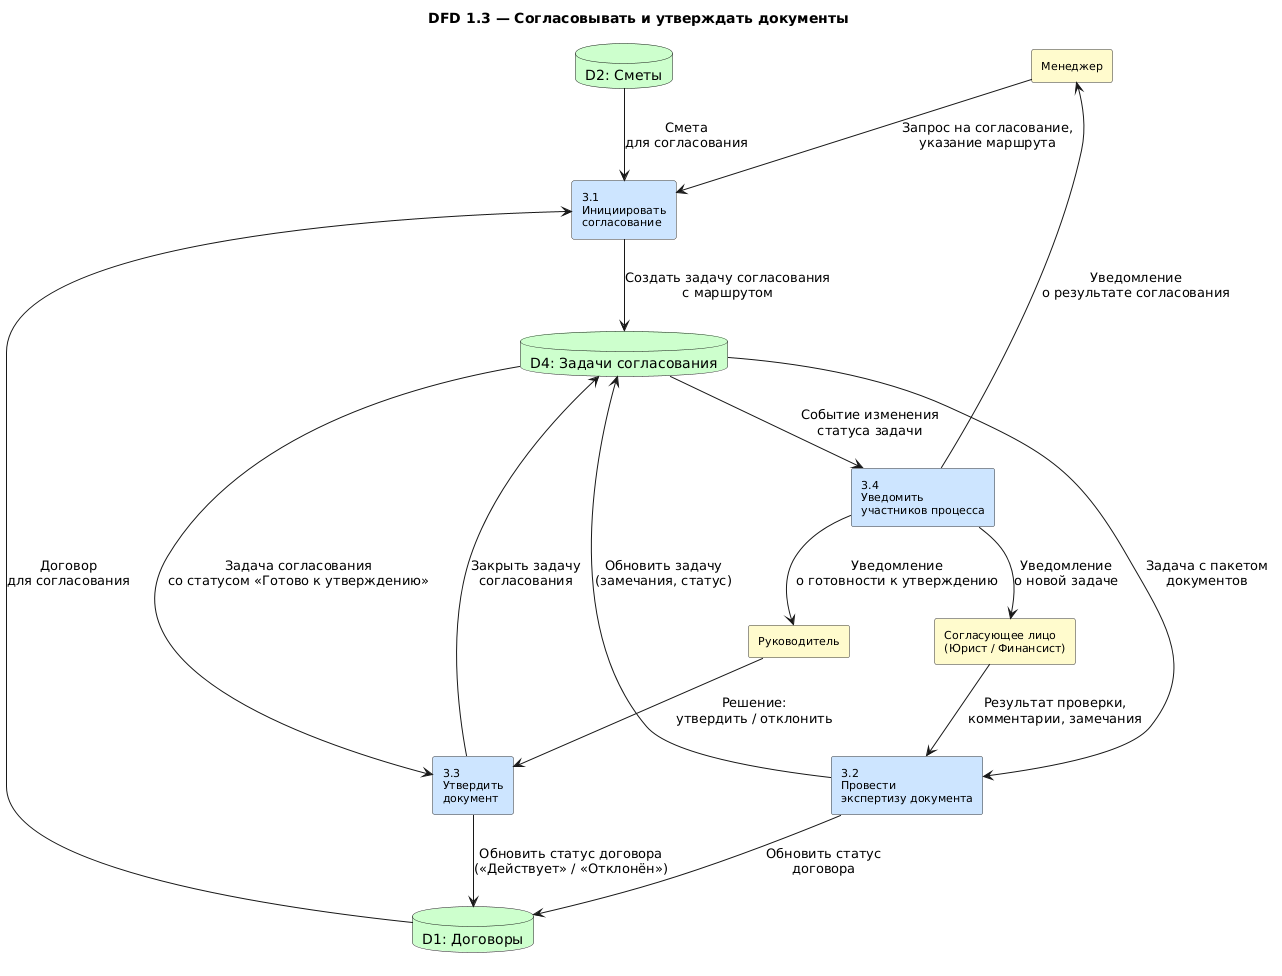 DFD 1.3 — Согласовывать и утверждать документы
D2: Сметы
Менеджер
Смета
для согласования
Запрос на согласование,
указание маршрута
3.1
Инициировать
согласование
Создать задачу согласования
с маршрутом
Уведомление
о результате согласования
D4: Задачи согласования
Событие изменения
статуса задачи
3.4
Уведомить
участников процесса
Договор
для согласования
Задача согласования
со статусом «Готово к утверждению»
Закрыть задачу
согласования
Обновить задачу
(замечания, статус)
Уведомление
о готовности к утверждению
Уведомление
о новой задаче
Задача с пакетом
документов
Руководитель
Согласующее лицо
(Юрист / Финансист)
Решение:
утвердить / отклонить
Результат проверки,
комментарии, замечания
3.3
Утвердить
документ
3.2
Провести
экспертизу документа
Обновить статус договора
(«Действует» / «Отклонён»)
Обновить статус
договора
D1: Договоры